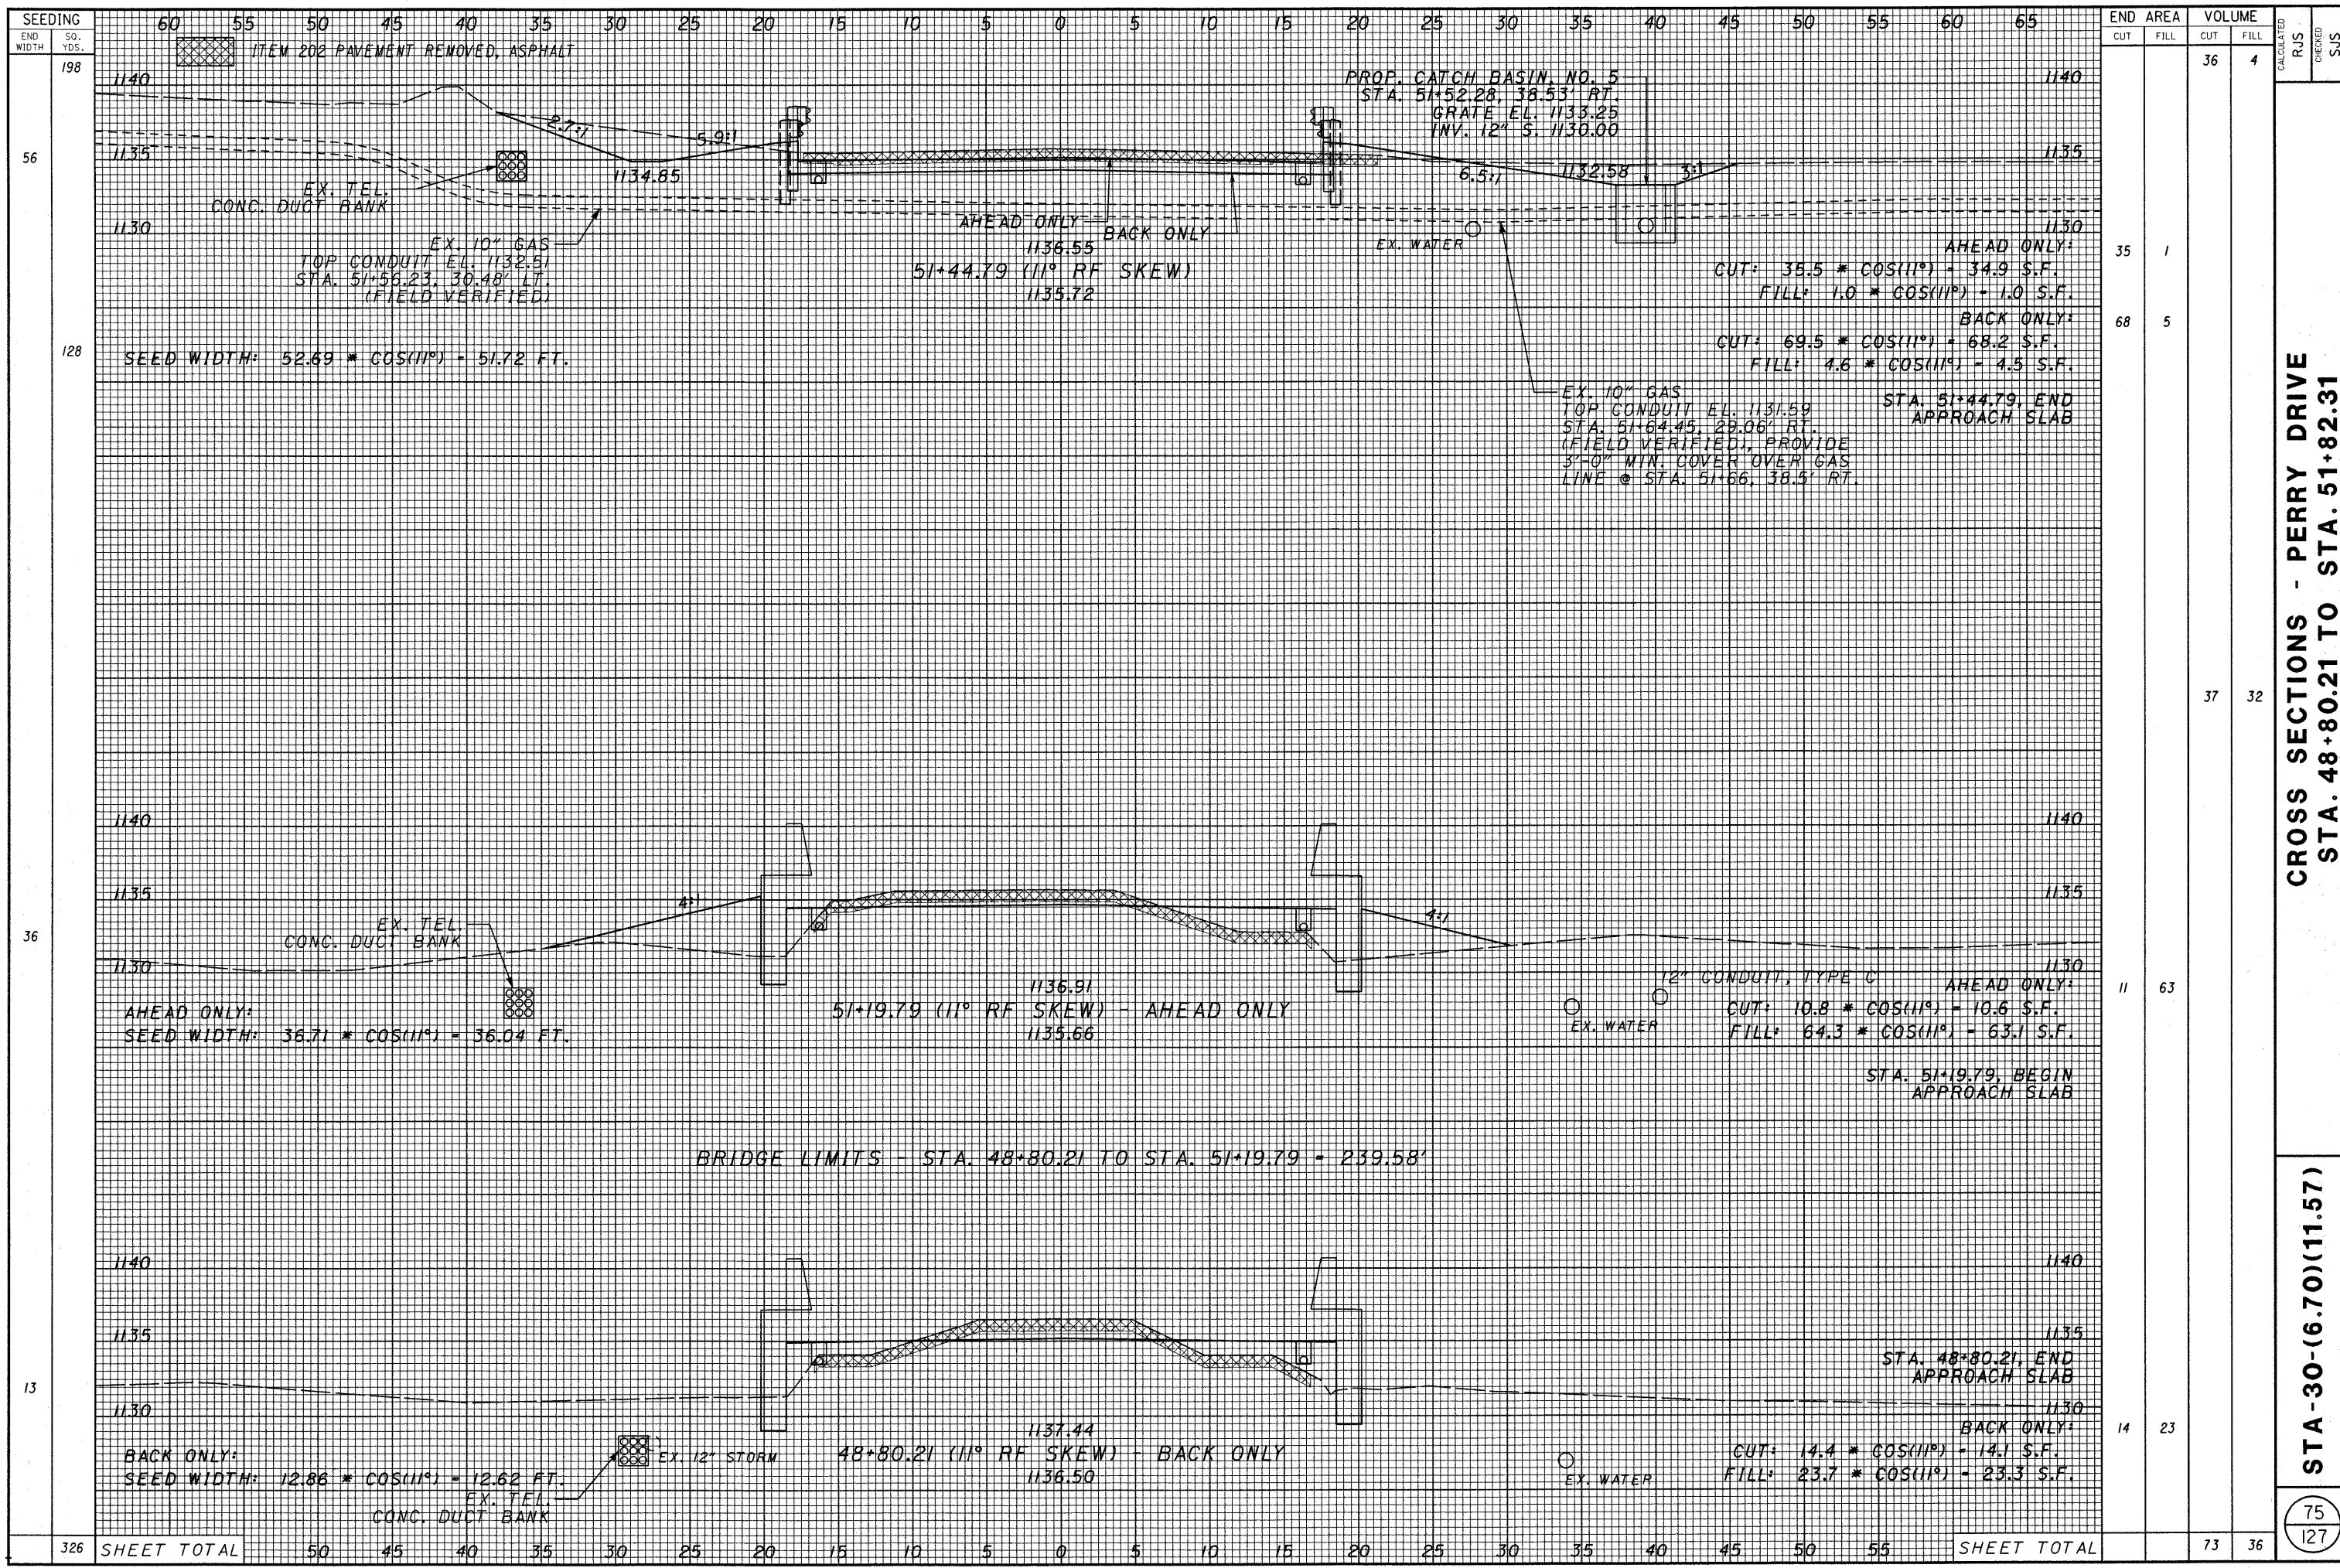 SEEDING
END WIDTH
SQ. YDS.
60 55 50 45 40 35 30 25 20 15 10 5 0 5 10 15 20 25 30 35 40 45 50 55 60 65
END AREA
VOLUME
CUT FILL CUT FILL
CALCULATED
RJS
CHECKED
SJS
ITEM 202 PAVEMENT REMOVED, ASPHALT
198
36 4
1140
1140
PROP. CATCH BASIN, NO. 5
STA. 51+52.28, 38.53' RT.
GRATE EL. 1133.25
INV. 12" S. 1130.00
2.7:1
5.9:1
56
1135
1135
1134.85
6.5:1
1132.58
3:1
EX. TEL.
CONC. DUCT BANK
1130
1130
AHEAD ONLY
BACK ONLY
EX. WATER
EX. 10" GAS
TOP CONDUIT EL. 1132.51
STA. 51+56.23, 30.48' LT.
(FIELD VERIFIED)
1136.55
51+44.79 (11° RF SKEW)
1135.72
AHEAD ONLY:
CUT: 35.5 * COS(11°) = 34.9 S.F.
FILL: 1.0 * COS(11°) = 1.0 S.F.
35 1
BACK ONLY:
CUT: 69.5 * COS(11°) = 68.2 S.F.
FILL: 4.6 * COS(11°) = 4.5 S.F.
68 5
128
SEED WIDTH: 52.69 * COS(11°) = 51.72 FT.
STA. 51+44.79, END
APPROACH SLAB
EX. 10" GAS
TOP CONDUIT EL. 1131.59
STA. 51+64.45, 29.06' RT.
(FIELD VERIFIED), PROVIDE
3'-0" MIN. COVER OVER GAS
LINE @ STA. 51+66, 38.5' RT.
37 32
1140
1140
1135
1135
4:1
4:1
EX. TEL.
CONC. DUCT BANK
36
1130
1130
12" CONDUIT, TYPE C
EX. WATER
AHEAD ONLY:
SEED WIDTH: 36.71 * COS(11°) = 36.04 FT.
1136.91
51+19.79 (11° RF SKEW) - AHEAD ONLY
1135.66
AHEAD ONLY:
CUT: 10.8 * COS(11°) = 10.6 S.F.
FILL: 64.3 * COS(11°) = 63.1 S.F.
11 63
STA. 51+19.79, BEGIN
APPROACH SLAB
BRIDGE LIMITS - STA. 48+80.21 TO STA. 51+19.79 = 239.58'
1140
1140
1135
1135
STA. 48+80.21, END
APPROACH SLAB
13
1130
1130
BACK ONLY:
SEED WIDTH: 12.86 * COS(11°) = 12.62 FT.
EX. 12" STORM
EX. TEL.
CONC. DUCT BANK
1137.44
48+80.21 (11° RF SKEW) - BACK ONLY
1136.50
EX. WATER
BACK ONLY:
CUT: 14.4 * COS(11°) = 14.1 S.F.
FILL: 23.7 * COS(11°) = 23.3 S.F.
14 23
326
SHEET TOTAL
50 45 40 35 30 25 20 15 10 5 0 5 10 15 20 25 30 35 40 45 50 55
SHEET TOTAL
73 36
CROSS SECTIONS - PERRY DRIVE
STA. 48+80.21 TO STA. 51+82.31
STA-30-(6.70)(11.57)
75
127